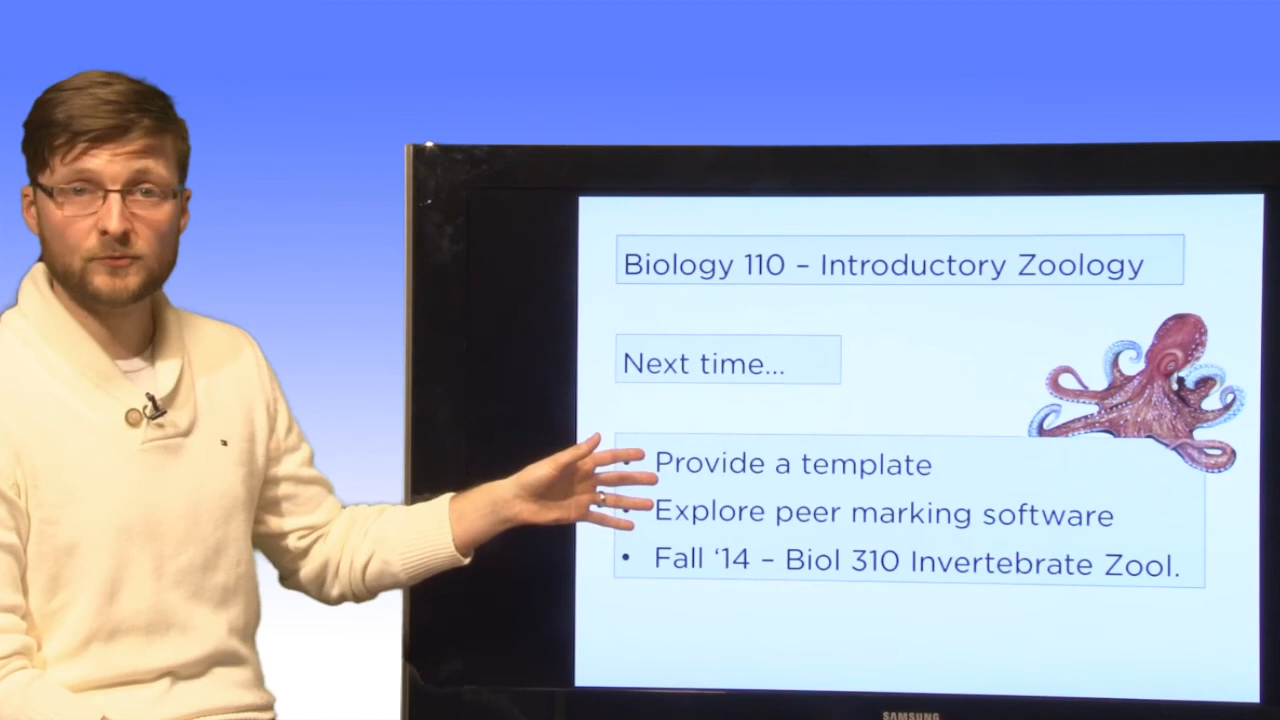 Biology 110 – Introductory Zoology
Next time...
• Provide a template
• Explore peer marking software
• Fall ‘14 – Biol 310 Invertebrate Zool.
SAMSUNG